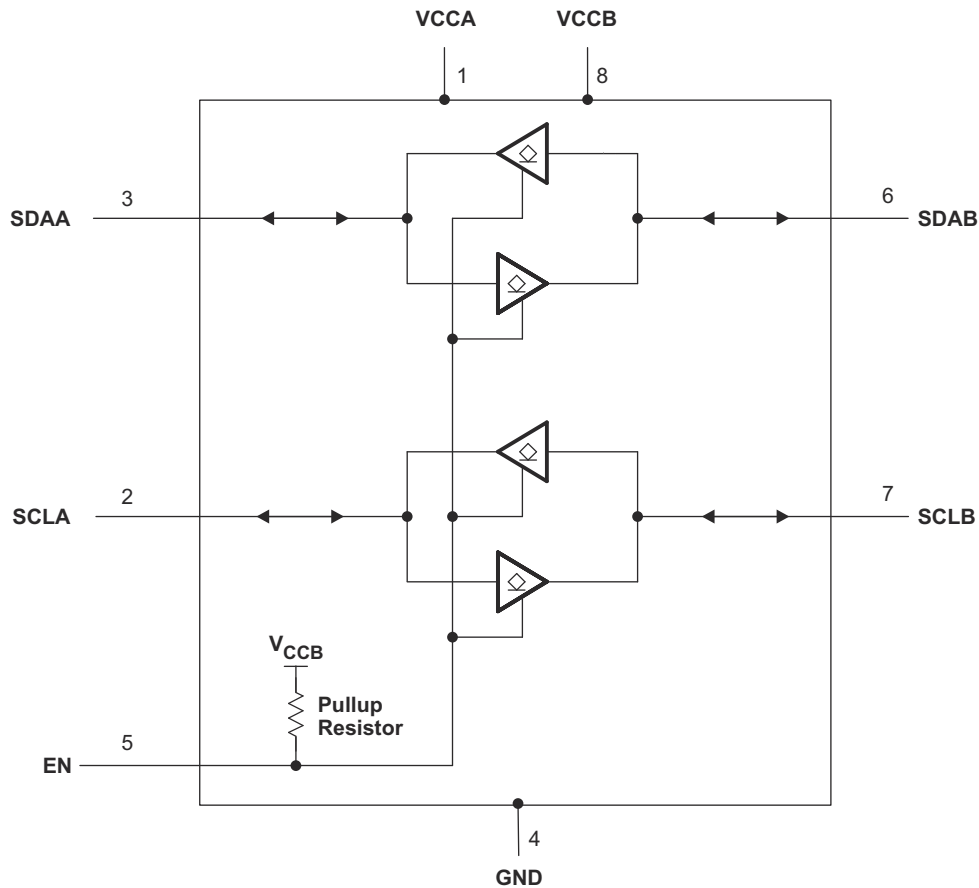 VCCA
VCCB
1
8
SDAA
3
6
SDAB
SCLA
2
7
SCLB
VCCB
Pullup
Resistor
EN
5
4
GND